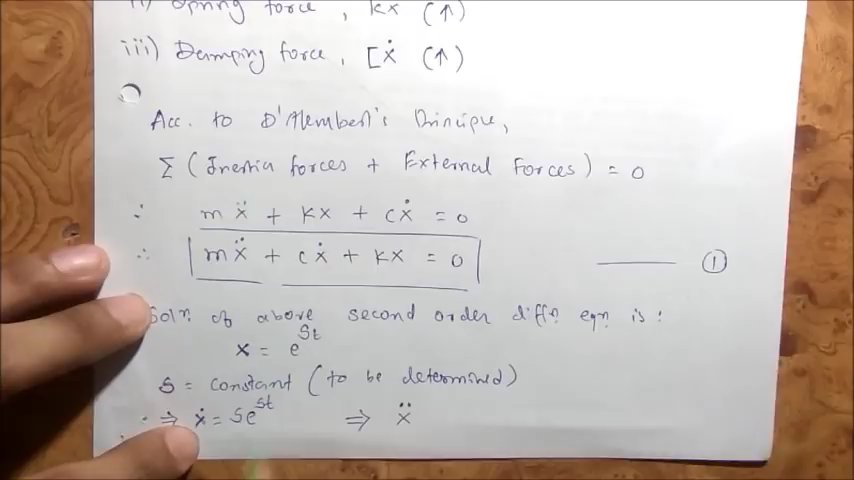 ii) Spring force, kx (↑)
iii) Damping force, [ẋ (↑)
Acc. to D'Alembert's Principle,
Σ (Inertia forces + External Forces) = 0
∴ mẍ + kx + cẋ = 0
∴ mẍ + cẋ + kx = 0 ——— ①
Soln of above second order diffn eqn is:
x = e^{st}
s = constant (to be determined)
∴ ⇒ ẋ = se^{st} ⇒ ẍ